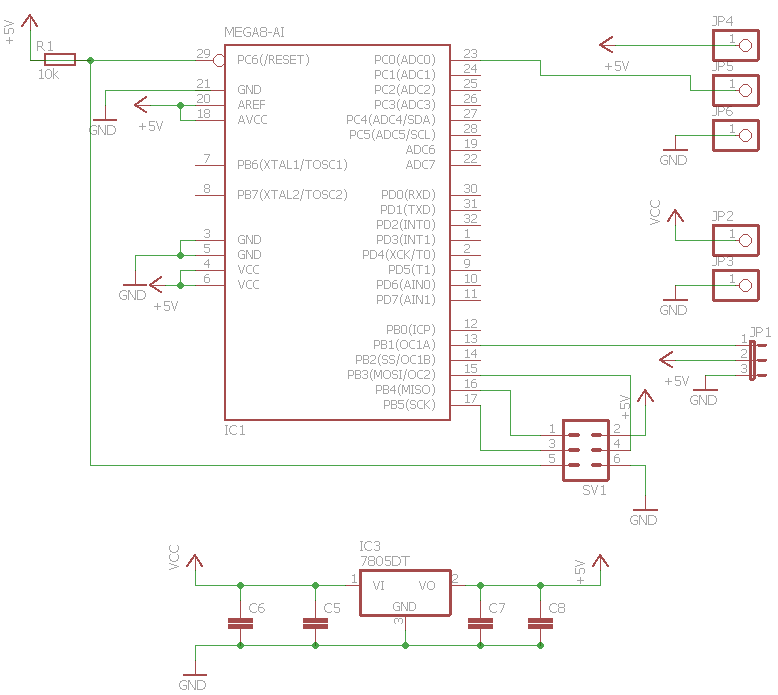 +5V
R1
10k
MEGA8-AI
29 PC6(/RESET)
21 GND
20 AREF
18 AVCC
GND
+5V
7 PB6(XTAL1/TOSC1)
8 PB7(XTAL2/TOSC2)
3 GND
5 GND
4 VCC
6 VCC
GND
+5V
PC0(ADC0) 23
PC1(ADC1) 24
PC2(ADC2) 25
PC3(ADC3) 26
PC4(ADC4/SDA) 27
PC5(ADC5/SCL) 28
ADC6 19
ADC7 22
PD0(RXD) 30
PD1(TXD) 31
PD2(INT0) 32
PD3(INT1) 1
PD4(XCK/T0) 2
PD5(T1) 9
PD6(AIN0) 10
PD7(AIN1) 11
PB0(ICP) 12
PB1(OC1A) 13
PB2(SS/OC1B) 14
PB3(MOSI/OC2) 15
PB4(MISO) 16
PB5(SCK) 17
IC1
JP4
1
+5V
JP5
1
JP6
1
GND
VCC
JP2
1
JP3
1
GND
JP1
1
2
3
+5V
GND
+5V
1 2
3 4
5 6
SV1
GND
IC3
7805DT
VCC
1 VI VO 2
GND
3
+5V
C6
C5
C7
C8
GND